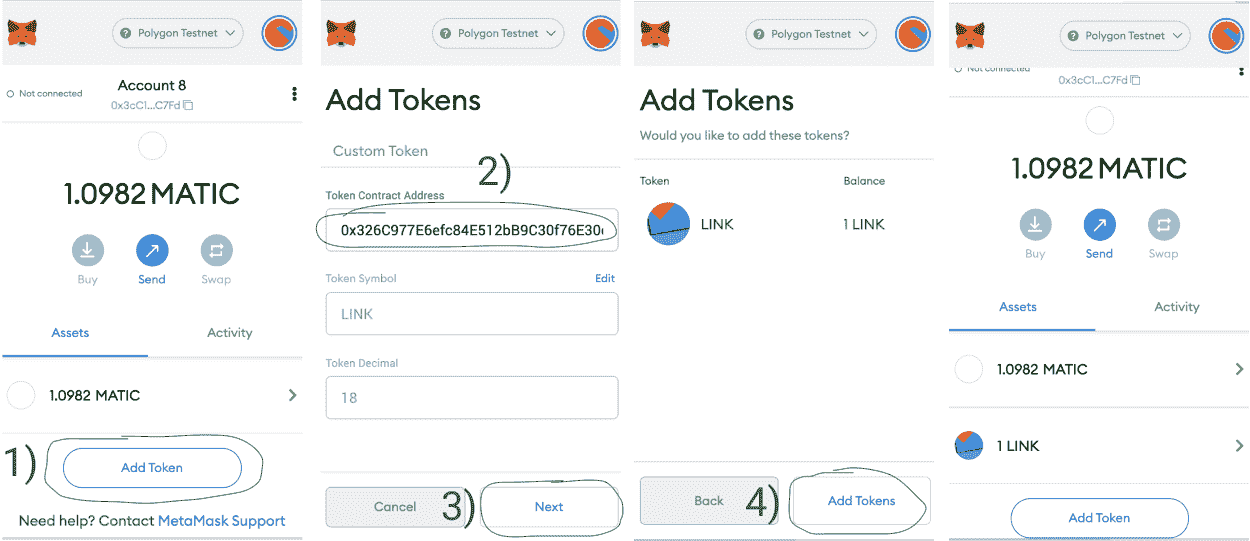 Polygon Testnet
Not connected
Account 8
0x3cC1...C7Fd
1.0982 MATIC
Buy
Send
Swap
Assets
Activity
1.0982 MATIC
1)
Add Token
Need help? Contact MetaMask Support
Polygon Testnet
Add Tokens
Custom Token
2)
Token Contract Address
0x326C977E6efc84E512bB9C30f76E30
Token Symbol
Edit
LINK
Token Decimal
18
Cancel
3)
Next
Polygon Testnet
Add Tokens
Would you like to add these tokens?
Token
Balance
LINK
1 LINK
Back
4)
Add Tokens
Polygon Testnet
Not connected
0x3cC1...C7Fd
1.0982 MATIC
Buy
Send
Swap
Assets
Activity
1.0982 MATIC
1 LINK
Add Token